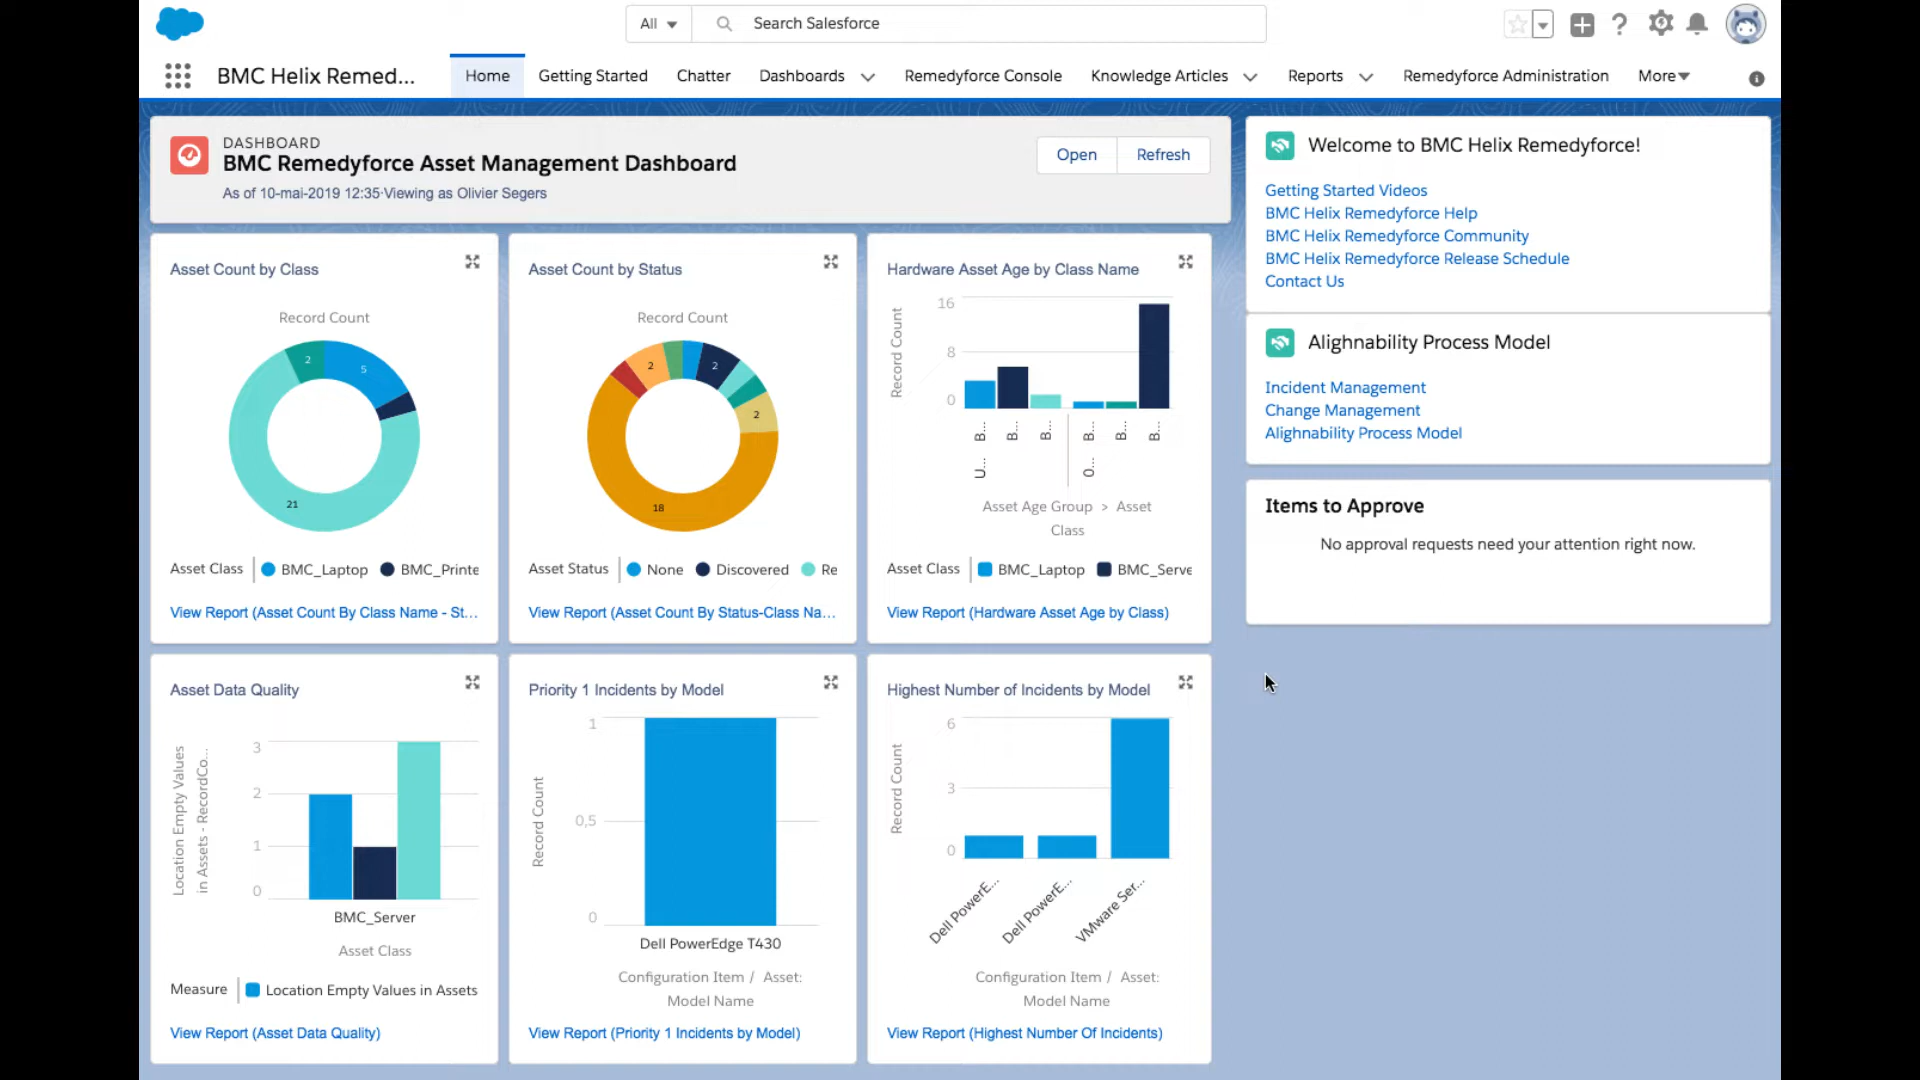 All
Search Salesforce
BMC Helix Remed...
Home
Getting Started
Chatter
Dashboards
Remedyforce Console
Knowledge Articles
Reports
Remedyforce Administration
More
DASHBOARD
BMC Remedyforce Asset Management Dashboard
As of 10-mai-2019 12:35·Viewing as Olivier Segers
Open
Refresh
Asset Count by Class
Record Count
2
5
21
Asset Class
BMC_Laptop
BMC_Printe
View Report (Asset Count By Class Name - St...
Asset Count by Status
Record Count
2
2
2
18
Asset Status
None
Discovered
Re
View Report (Asset Count By Status-Class Na...
Hardware Asset Age by Class Name
Record Count
16
8
0
B...
B...
B...
B...
B...
B...
U...
O...
Asset Age Group > Asset
Class
Asset Class
BMC_Laptop
BMC_Serve
View Report (Hardware Asset Age by Class)
Asset Data Quality
Location Empty Values
in Assets - RecordCo...
3
2
1
0
BMC_Server
Asset Class
Measure
Location Empty Values in Assets
View Report (Asset Data Quality)
Priority 1 Incidents by Model
Record Count
1
0,5
0
Dell PowerEdge T430
Configuration Item / Asset:
Model Name
View Report (Priority 1 Incidents by Model)
Highest Number of Incidents by Model
Record Count
6
3
0
Dell PowerE...
Dell PowerE...
VMware Ser...
Configuration Item / Asset:
Model Name
View Report (Highest Number Of Incidents)
Welcome to BMC Helix Remedyforce!
Getting Started Videos
BMC Helix Remedyforce Help
BMC Helix Remedyforce Community
BMC Helix Remedyforce Release Schedule
Contact Us
Alighnability Process Model
Incident Management
Change Management
Alighnability Process Model
Items to Approve
No approval requests need your attention right now.